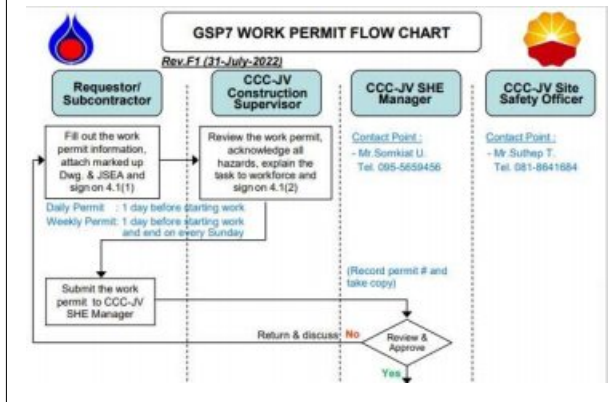 GSP7 WORK PERMIT FLOW CHART
Rev.F1 (31-July-2022)
Requestor/
Subcontractor
CCC-JV
Construction
Supervisor
CCC-JV SHE
Manager
CCC-JV Site
Safety Officer
Fill out the work
permit information,
attach marked up
Dwg. & JSEA and
sign on 4.1(1)
Review the work permit,
acknowledge all
hazards, explain the
task to workforce and
sign on 4.1(2)
Contact Point :
- Mr.Somkiat U.
Tel. 095-5659456
Contact Point :
- Mr.Suthep T.
Tel. 081-8641684
Daily Permit : 1 day before starting work
Weekly Permit: 1 day before starting work
and end on every Sunday
Submit the work
permit to CCC-JV
SHE Manager
(Record permit # and
take copy)
Return & discuss No
Review &
Approve
Yes